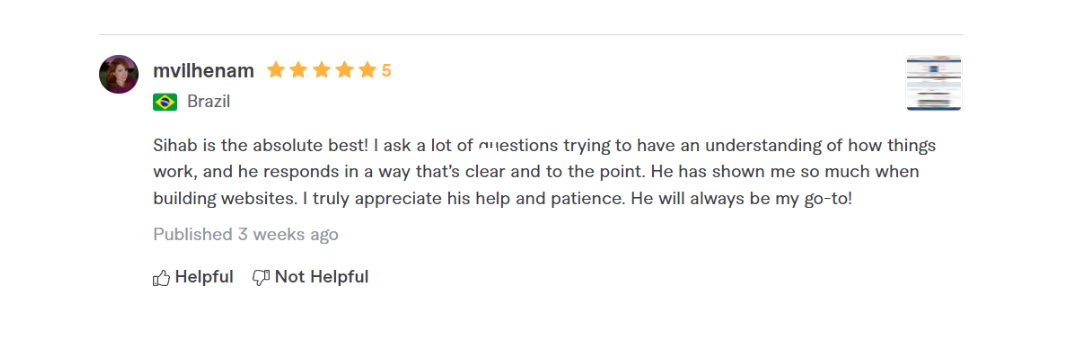 mvilhenam 5
Brazil
Sihab is the absolute best! I ask a lot of questions trying to have an understanding of how things
work, and he responds in a way that's clear and to the point. He has shown me so much when
building websites. I truly appreciate his help and patience. He will always be my go-to!
Published 3 weeks ago
Helpful Not Helpful